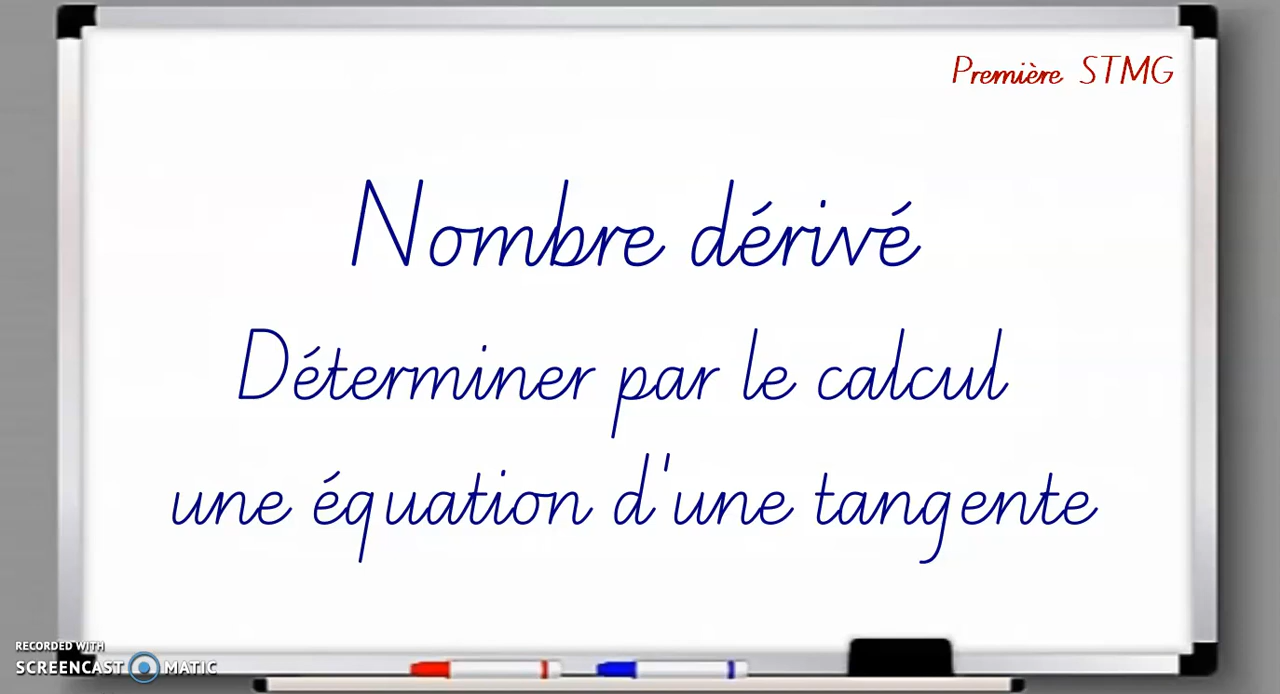 Première STMG
Nombre dérivé
Déterminer par le calcul
une équation d'une tangente
RECORDED WITH
SCREENCAST MATIC